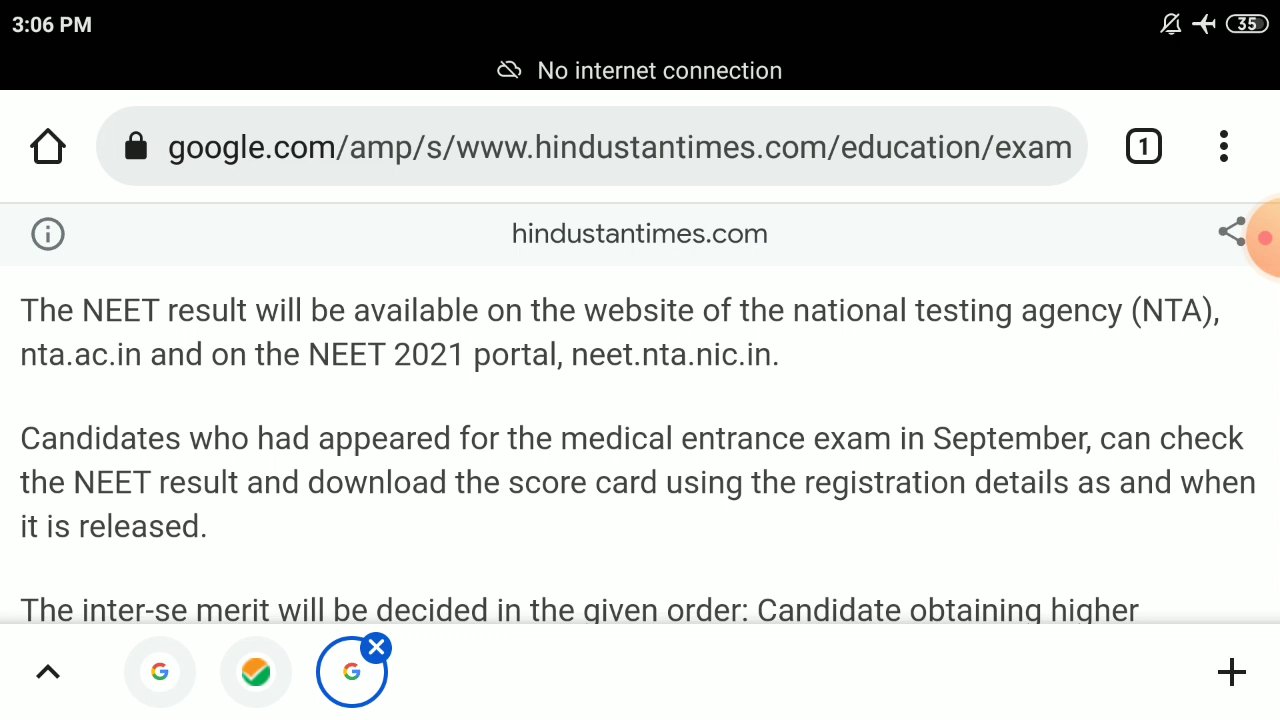 3:06 PM
35
No internet connection
google.com/amp/s/www.hindustantimes.com/education/exam
1
hindustantimes.com
The NEET result will be available on the website of the national testing agency (NTA),
nta.ac.in and on the NEET 2021 portal, neet.nta.nic.in.
Candidates who had appeared for the medical entrance exam in September, can check
the NEET result and download the score card using the registration details as and when
it is released.
The inter-se merit will be decided in the given order: Candidate obtaining higher